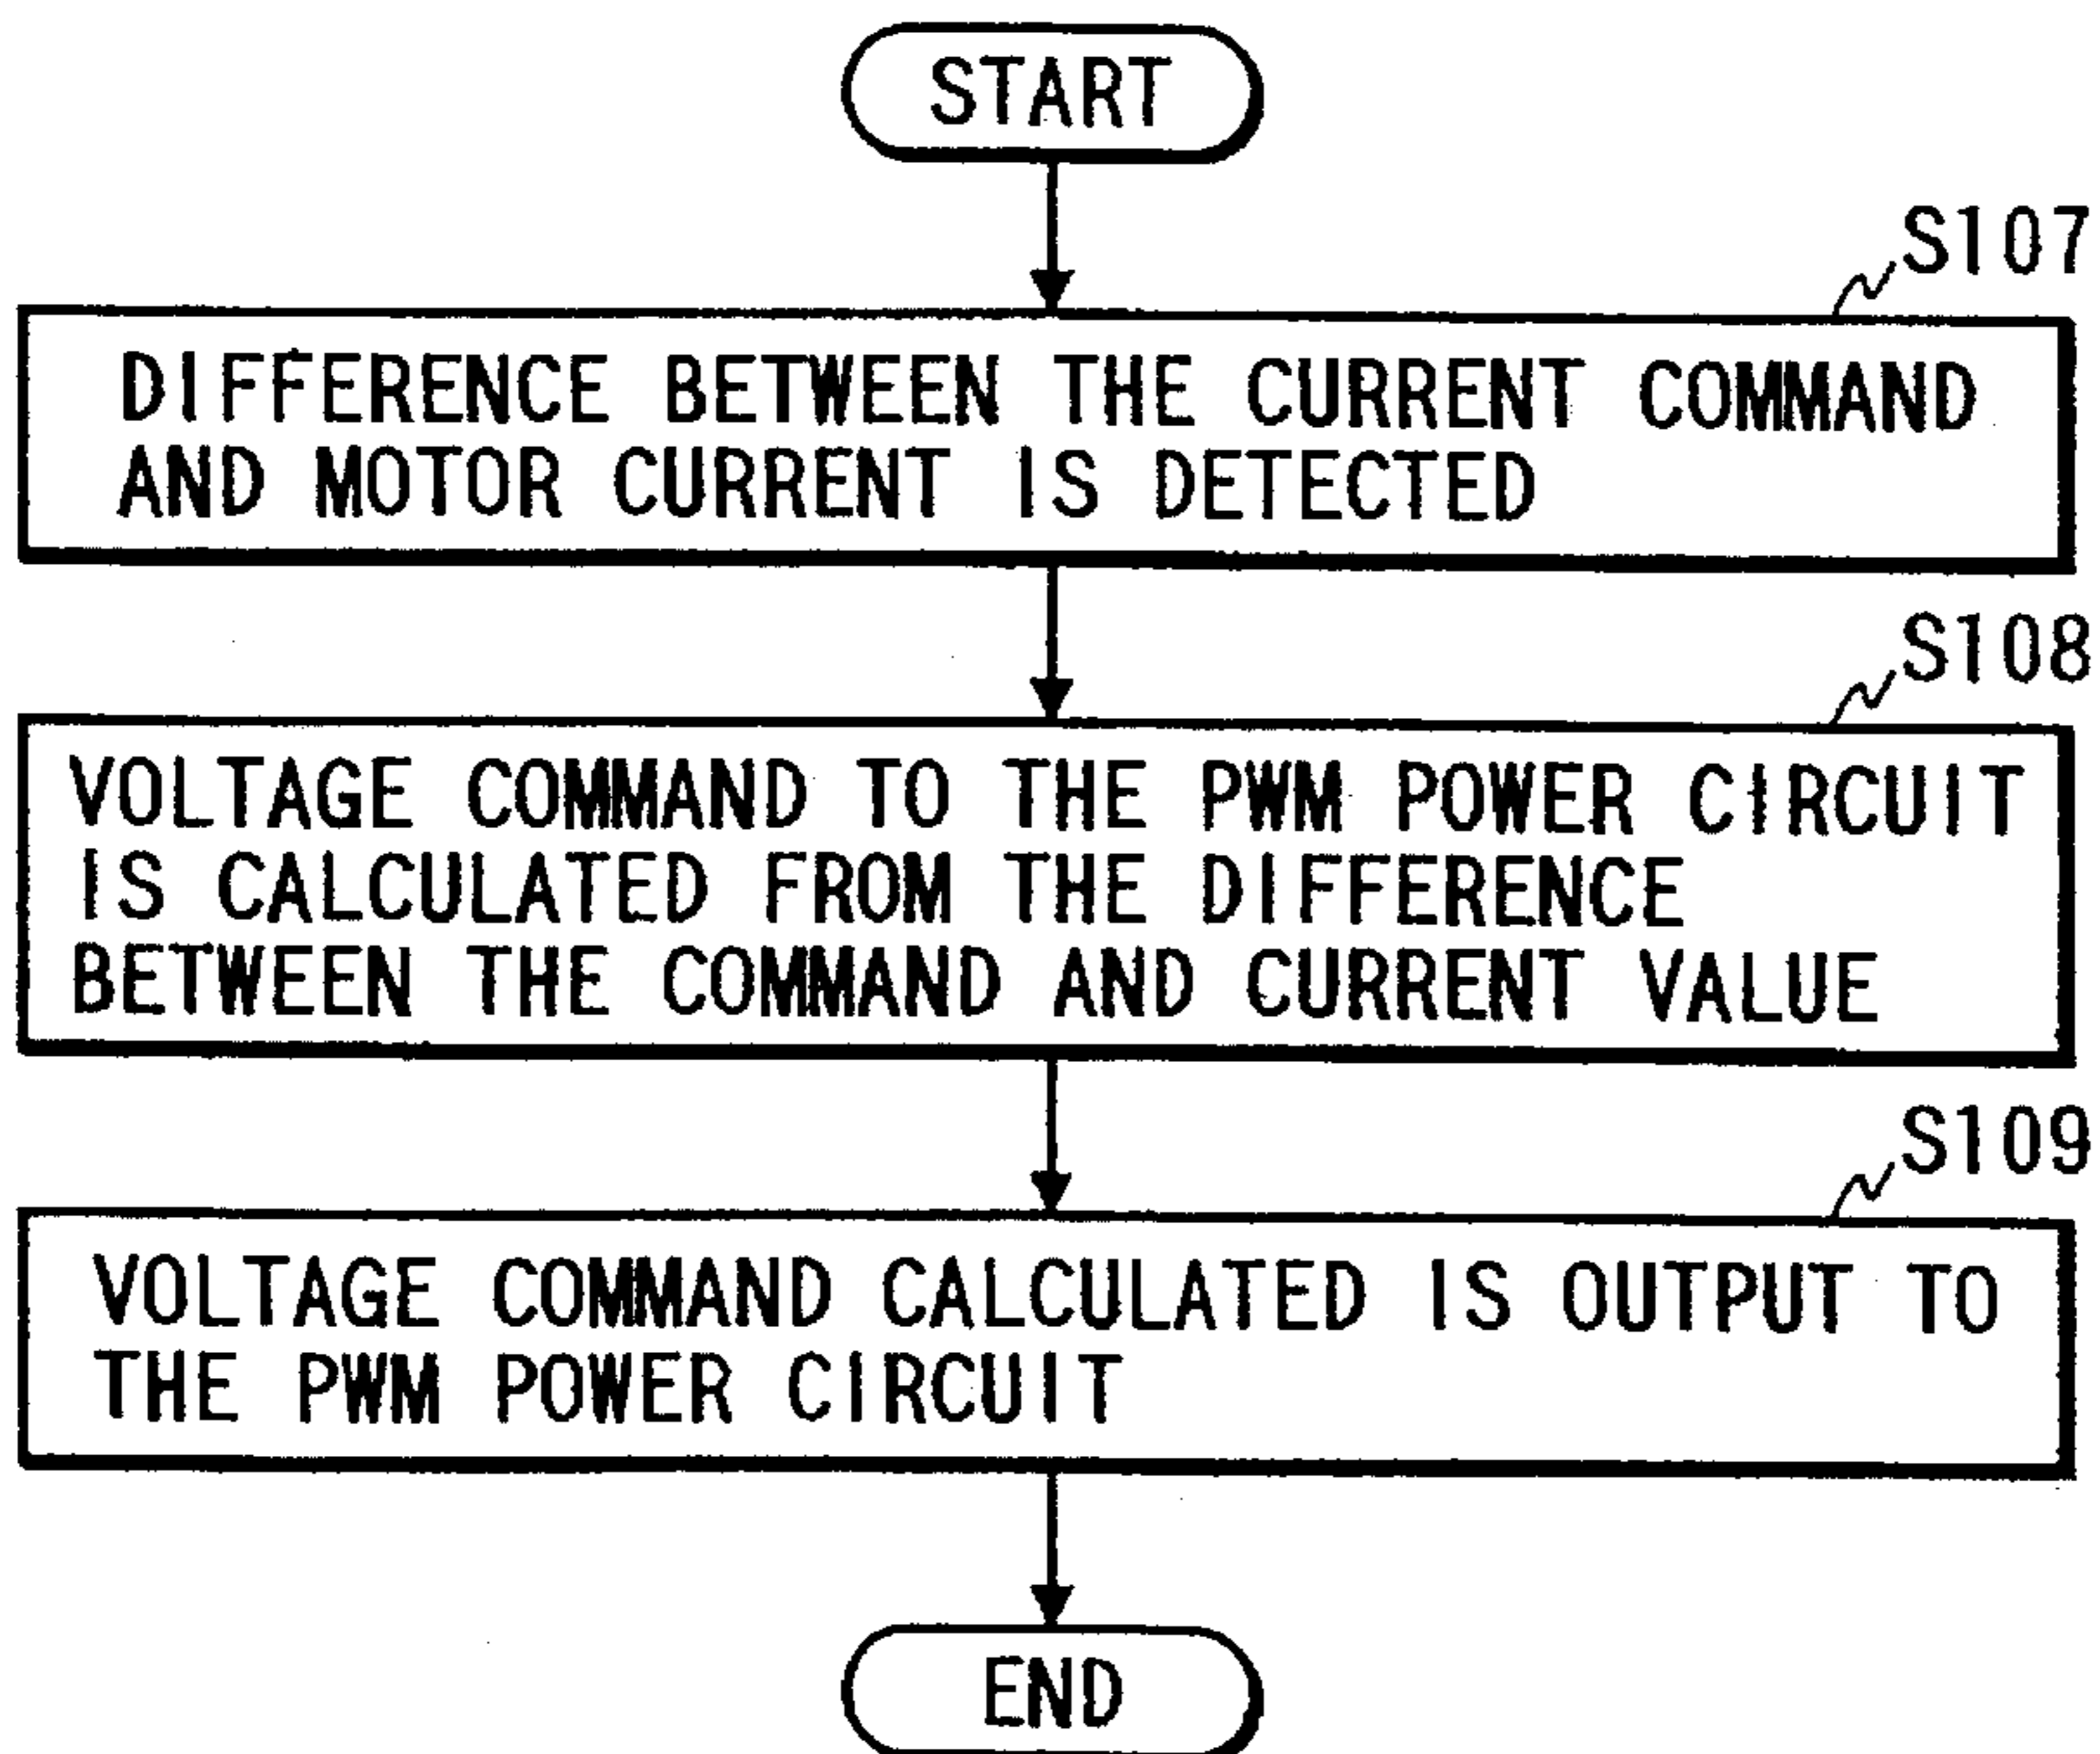 START
S107
DIFFERENCE BETWEEN THE CURRENT COMMAND
AND MOTOR CURRENT IS DETECTED
S108
VOLTAGE COMMAND TO THE PWM POWER CIRCUIT
IS CALCULATED FROM THE DIFFERENCE
BETWEEN THE COMMAND AND CURRENT VALUE
S109
VOLTAGE COMMAND CALCULATED IS OUTPUT TO
THE PWM POWER CIRCUIT
END